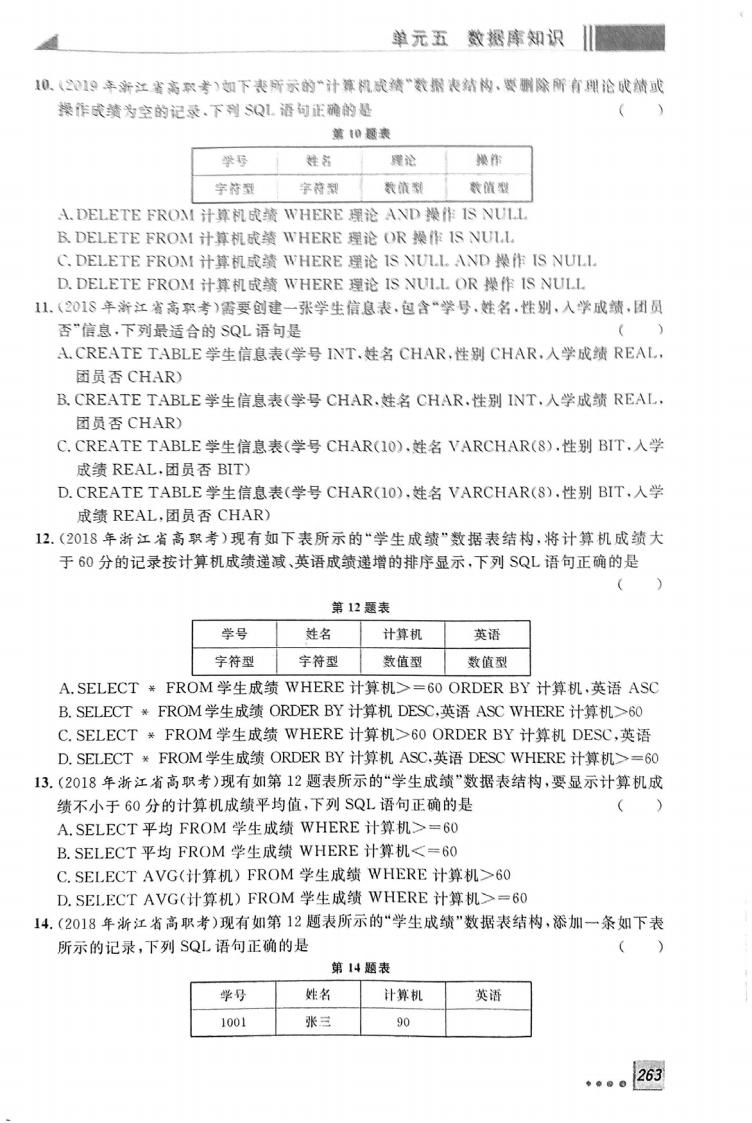 单元五 数据库知识
10.(2019年浙江省高职考)如下表所示的“计算机成绩”数据表结构,要删除所有理论成绩或
操作成绩为空的记录,下列SQL语句正确的是 ( )
第10题表
学号 姓名 理论 操作
字符型 字符型 数值型 数值型
A. DELETE FROM 计算机成绩 WHERE 理论 AND 操作 IS NULL
B. DELETE FROM 计算机成绩 WHERE 理论 OR 操作 IS NULL
C. DELETE FROM 计算机成绩 WHERE 理论 IS NULL AND 操作 IS NULL
D. DELETE FROM 计算机成绩 WHERE 理论 IS NULL OR 操作 IS NULL
11.(2018年浙江省高职考)需要创建一张学生信息表,包含“学号,姓名,性别,入学成绩,团员
否”信息,下列最适合的SQL语句是 ( )
A. CREATE TABLE 学生信息表(学号 INT,姓名 CHAR,性别 CHAR,入学成绩 REAL,
团员否 CHAR)
B. CREATE TABLE 学生信息表(学号 CHAR,姓名 CHAR,性别 INT,入学成绩 REAL,
团员否 CHAR)
C. CREATE TABLE 学生信息表(学号 CHAR(10),姓名 VARCHAR(8),性别 BIT,入学
成绩 REAL,团员否 BIT)
D. CREATE TABLE 学生信息表(学号 CHAR(10),姓名 VARCHAR(8),性别 BIT,入学
成绩 REAL,团员否 CHAR)
12.(2018年浙江省高职考)现有如下表所示的“学生成绩”数据表结构,将计算机成绩大
于60分的记录按计算机成绩递减、英语成绩递增的排序显示,下列SQL语句正确的是
( )
第12题表
学号 姓名 计算机 英语
字符型 字符型 数值型 数值型
A. SELECT * FROM 学生成绩 WHERE 计算机>=60 ORDER BY 计算机,英语 ASC
B. SELECT * FROM 学生成绩 ORDER BY 计算机 DESC,英语 ASC WHERE 计算机>60
C. SELECT * FROM 学生成绩 WHERE 计算机>60 ORDER BY 计算机 DESC,英语
D. SELECT * FROM 学生成绩 ORDER BY 计算机 ASC,英语 DESC WHERE 计算机>=60
13.(2018年浙江省高职考)现有如第12题表所示的“学生成绩”数据表结构,要显示计算机成
绩不小于60分的计算机成绩平均值,下列SQL语句正确的是 ( )
A. SELECT 平均 FROM 学生成绩 WHERE 计算机>=60
B. SELECT 平均 FROM 学生成绩 WHERE 计算机<=60
C. SELECT AVG(计算机) FROM 学生成绩 WHERE 计算机>60
D. SELECT AVG(计算机) FROM 学生成绩 WHERE 计算机>=60
14.(2018年浙江省高职考)现有如第12题表所示的“学生成绩”数据表结构,添加一条如下表
所示的记录,下列SQL语句正确的是 ( )
第14题表
学号 姓名 计算机 英语
1001 张三 90
263